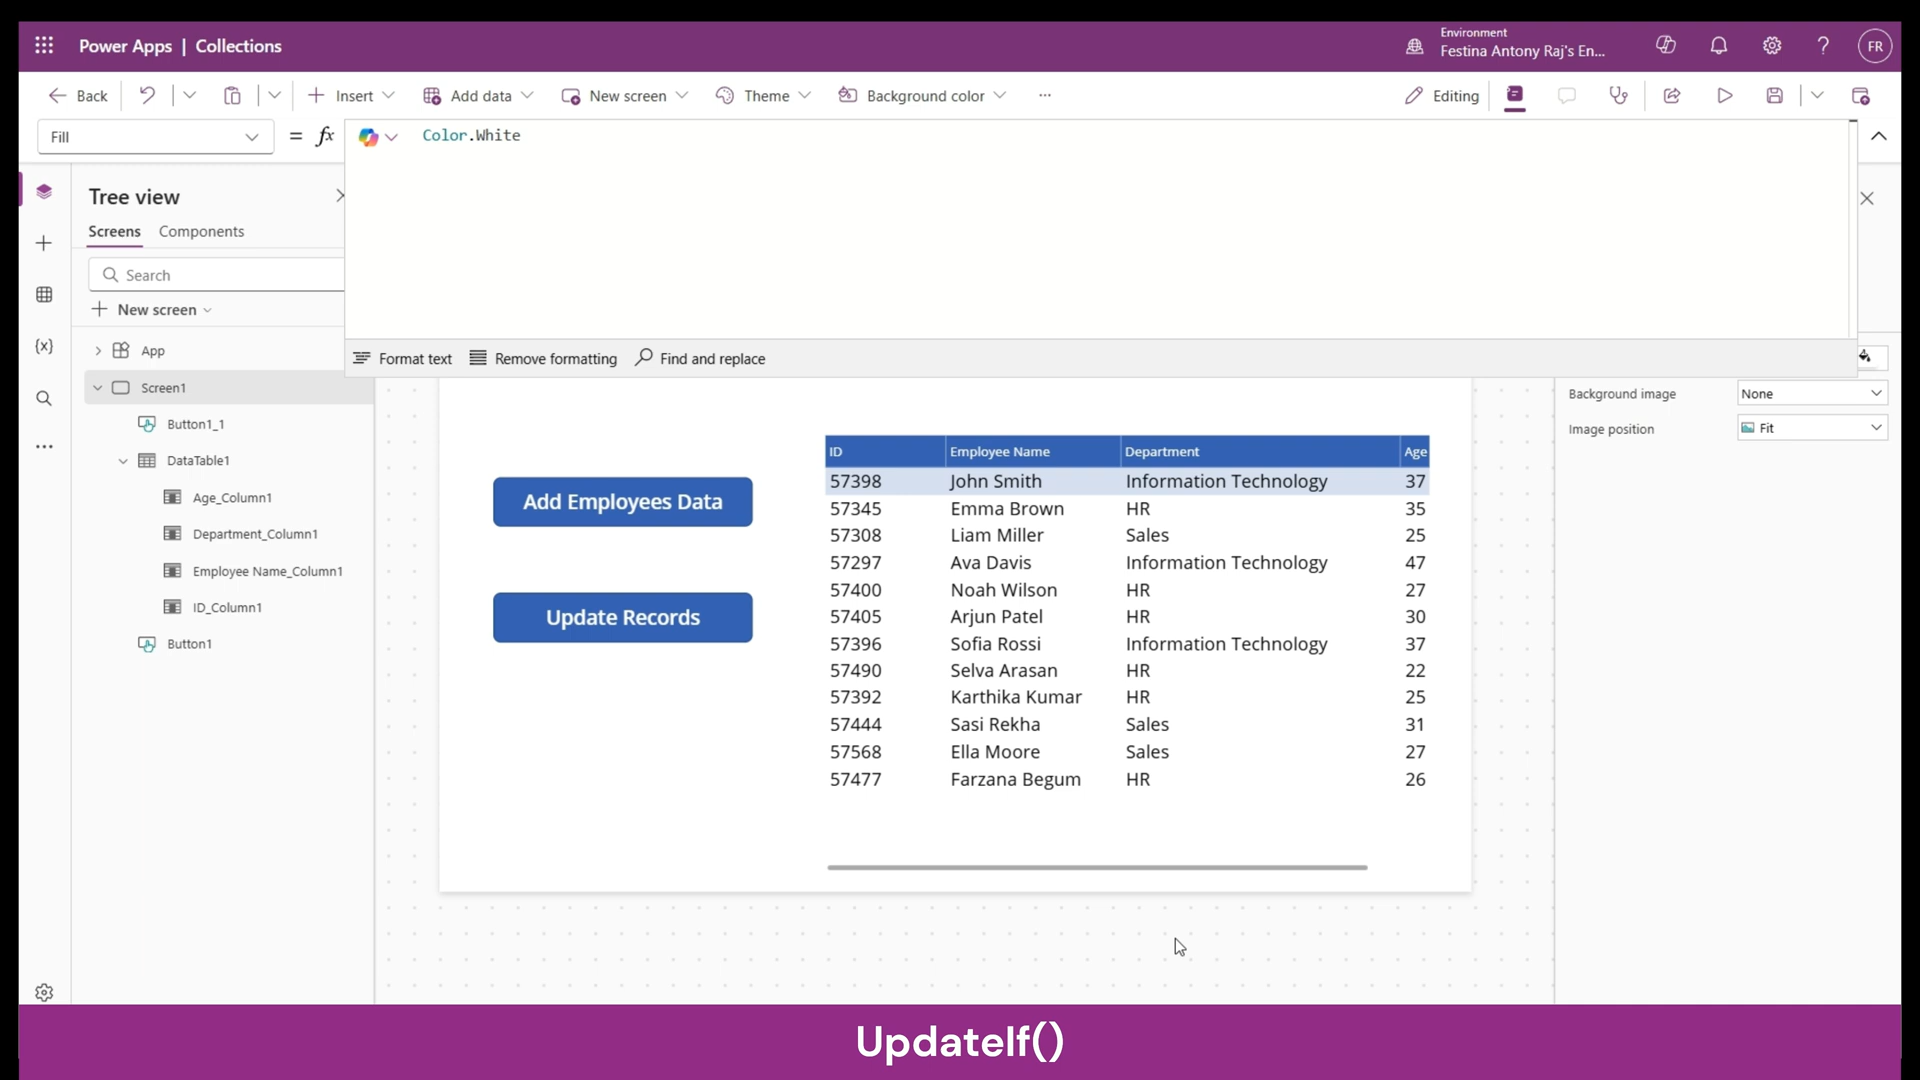 Power Apps | Collections
Environment
Festina Antony Raj's En...
FR
Back
Insert
Add data
New screen
Theme
Background color
Editing
Fill
= fx
Color.White
Tree view
Screens
Components
Search
New screen
Format text
Remove formatting
Find and replace
App
Screen1
Button1_1
DataTable1
Age_Column1
Department_Column1
Employee Name_Column1
ID_Column1
Button1
Add Employees Data
Update Records
ID Employee Name Department Age
57398 John Smith Information Technology 37
57345 Emma Brown HR 35
57308 Liam Miller Sales 25
57297 Ava Davis Information Technology 47
57400 Noah Wilson HR 27
57405 Arjun Patel HR 30
57396 Sofia Rossi Information Technology 37
57490 Selva Arasan HR 22
57392 Karthika Kumar HR 25
57444 Sasi Rekha Sales 31
57568 Ella Moore Sales 27
57477 Farzana Begum HR 26
Background image None
Image position Fit
UpdateIf()